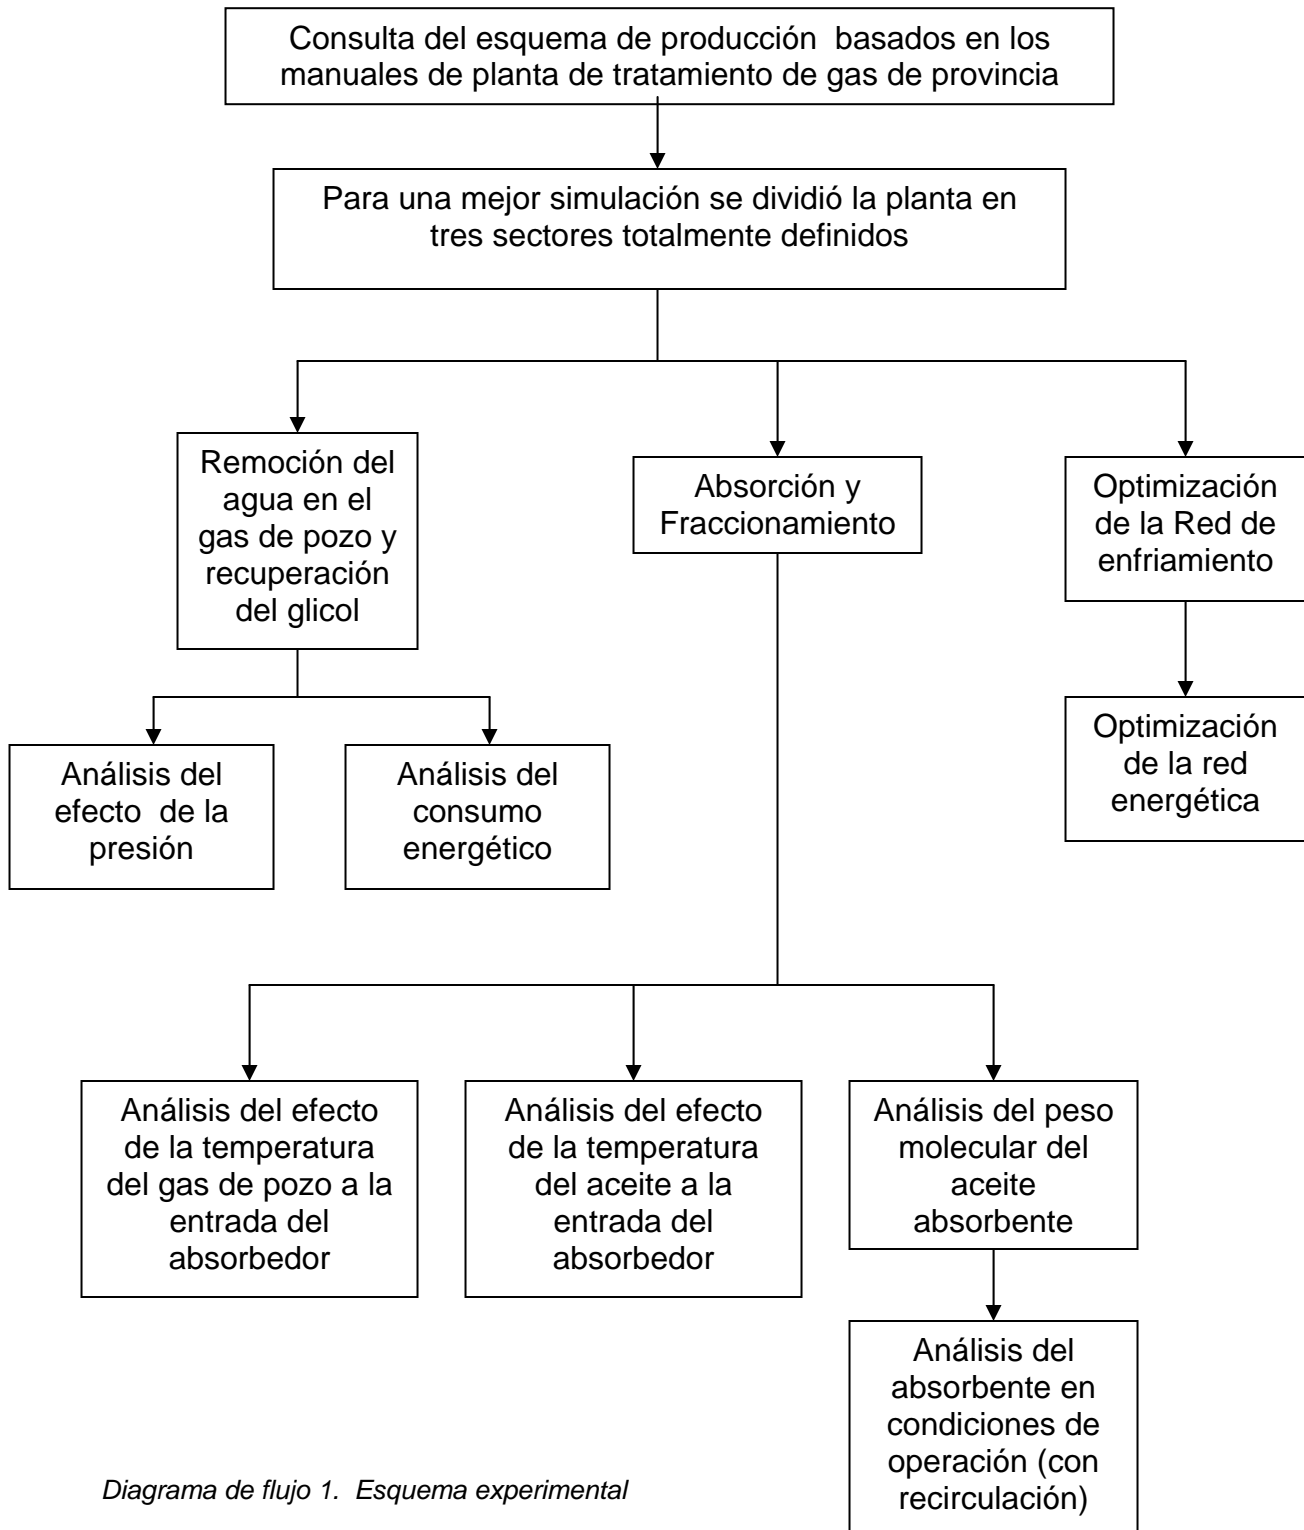 Consulta del esquema de producción  basados en los
manuales de planta de tratamiento de gas de provincia
Para una mejor simulación se dividió la planta en
tres sectores totalmente definidos
Remoción del
agua en el
gas de pozo y
recuperación
del glicol
Absorción y
Fraccionamiento
Optimización
de la Red de
enfriamiento
Análisis del
efecto  de la
presión
Análisis del
consumo
energético
Optimización
de la red
energética
Análisis del efecto
de la temperatura
del gas de pozo a la
entrada del
absorbedor
Análisis del efecto
de la temperatura
del aceite a la
entrada del
absorbedor
Análisis del peso
molecular del
aceite
absorbente
Análisis del
absorbente en
condiciones de
operación (con
recirculación)
Diagrama de flujo 1.  Esquema experimental